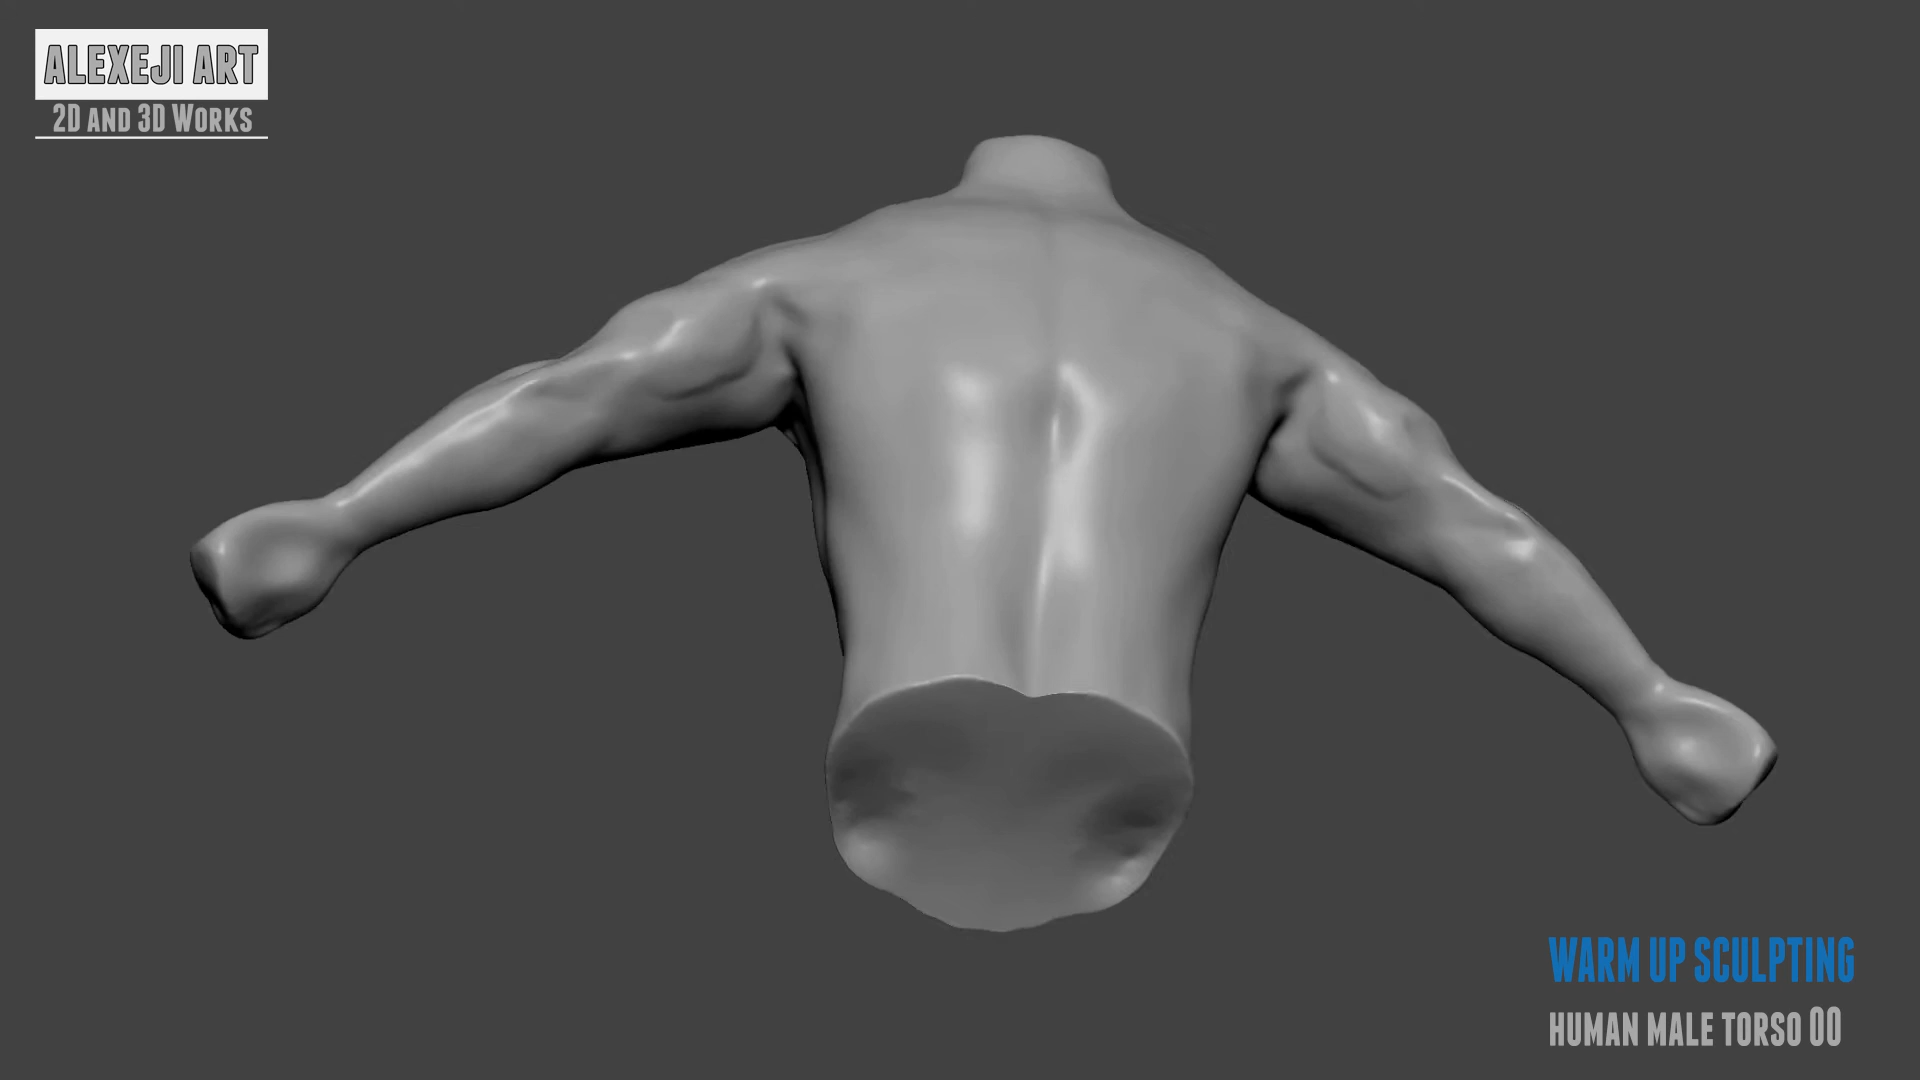 ALEXEJI ART
2D AND 3D WORKS
WARM UP SCULPTING
HUMAN MALE TORSO 00